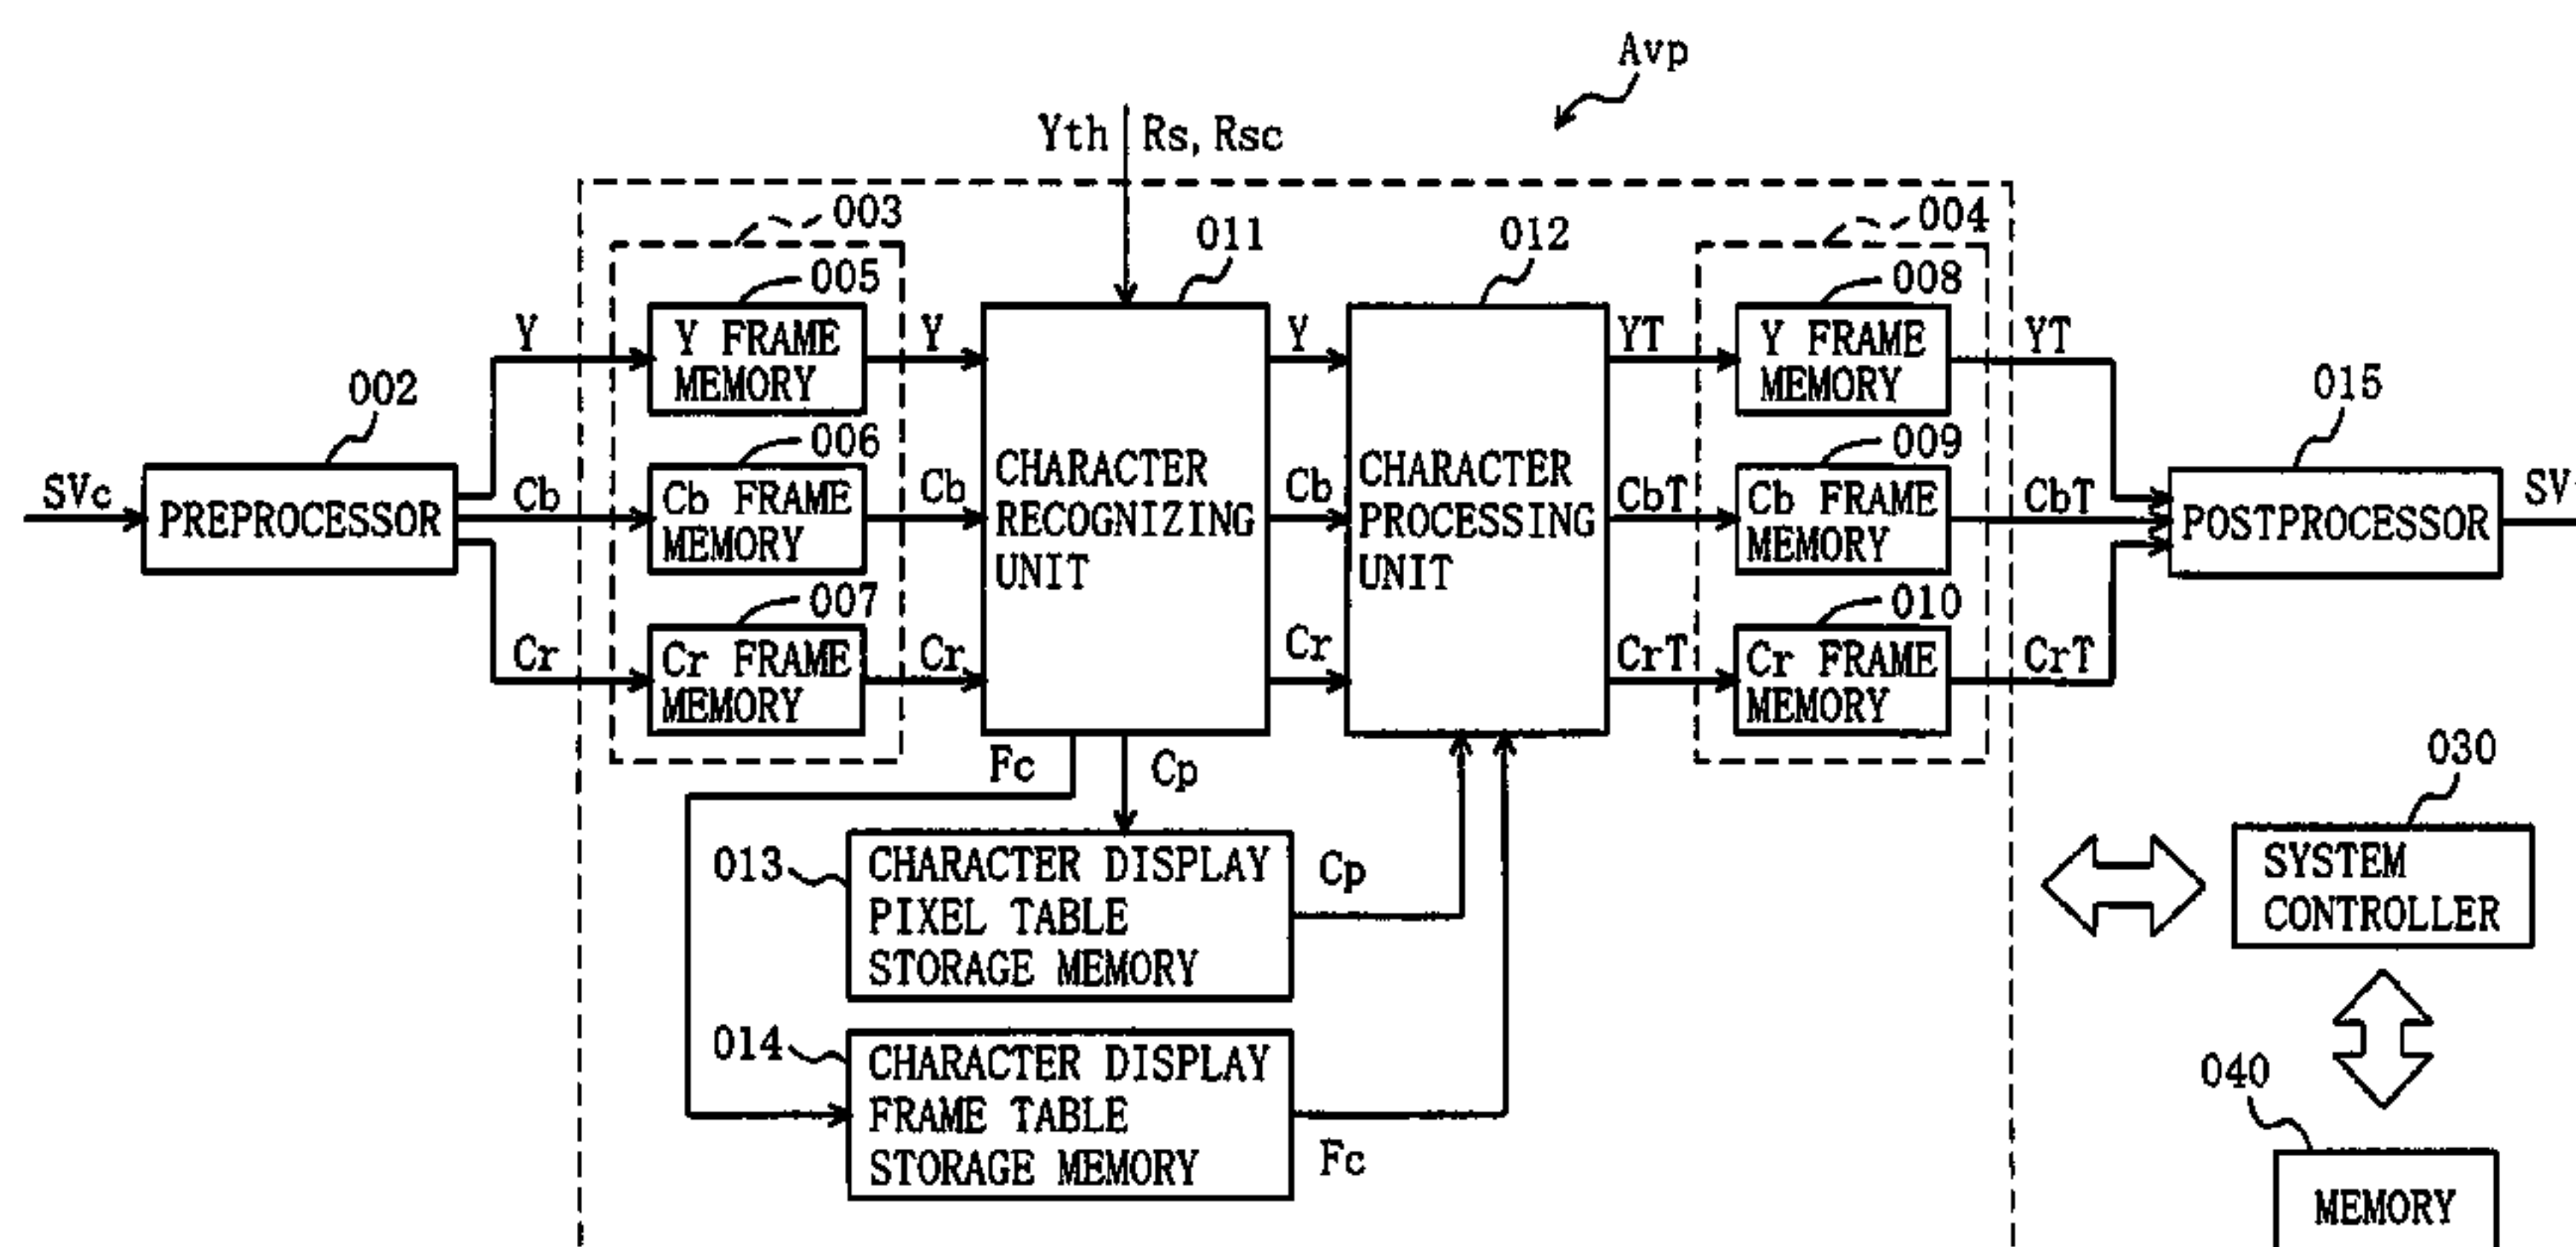 Avp
Yth Rs, Rsc
003
005
011
012
004
008
Y
Y FRAME
MEMORY
Y
Y
YT
Y FRAME
MEMORY
YT
002
006
009
015
SVc
PREPROCESSOR
Cb
Cb FRAME
MEMORY
Cb
CHARACTER
RECOGNIZING
UNIT
Cb
CHARACTER
PROCESSING
UNIT
CbT
Cb FRAME
MEMORY
CbT
POSTPROCESSOR
007
010
Cr
Cr FRAME
MEMORY
Cr
Cr
CrT
Cr FRAME
MEMORY
CrT
Fc
Cp
030
SYSTEM
CONTROLLER
013
CHARACTER DISPLAY
PIXEL TABLE
STORAGE MEMORY
Cp
014
CHARACTER DISPLAY
FRAME TABLE
STORAGE MEMORY
Fc
040
MEMORY